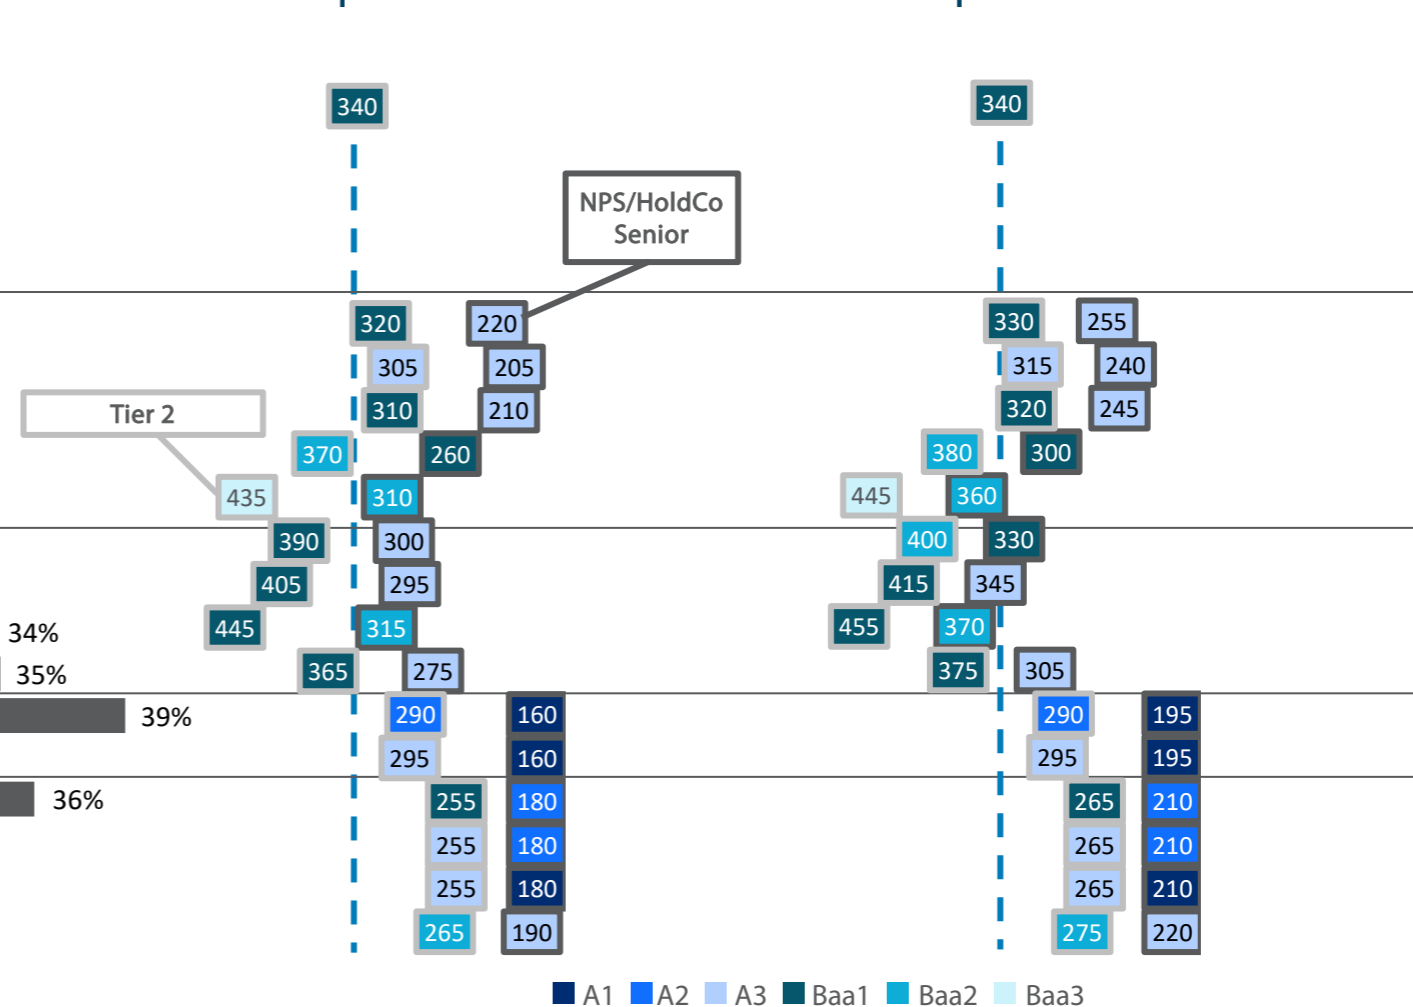 340 340
NPS/HoldCo
Senior
320 220 330 255
305 205 315 240
Tier 2 310 210 320 245
370 260 380 300
435 310 445 360
390 300 400 330
405 295 415 345
34% 445 315 455 370
35% 365 275 375 305
39% 290 160 290 195
295 160 295 195
36% 255 180 265 210
255 180 265 210
255 180 265 210
265 190 275 220
A1 A2 A3 Baa1 Baa2 Baa3